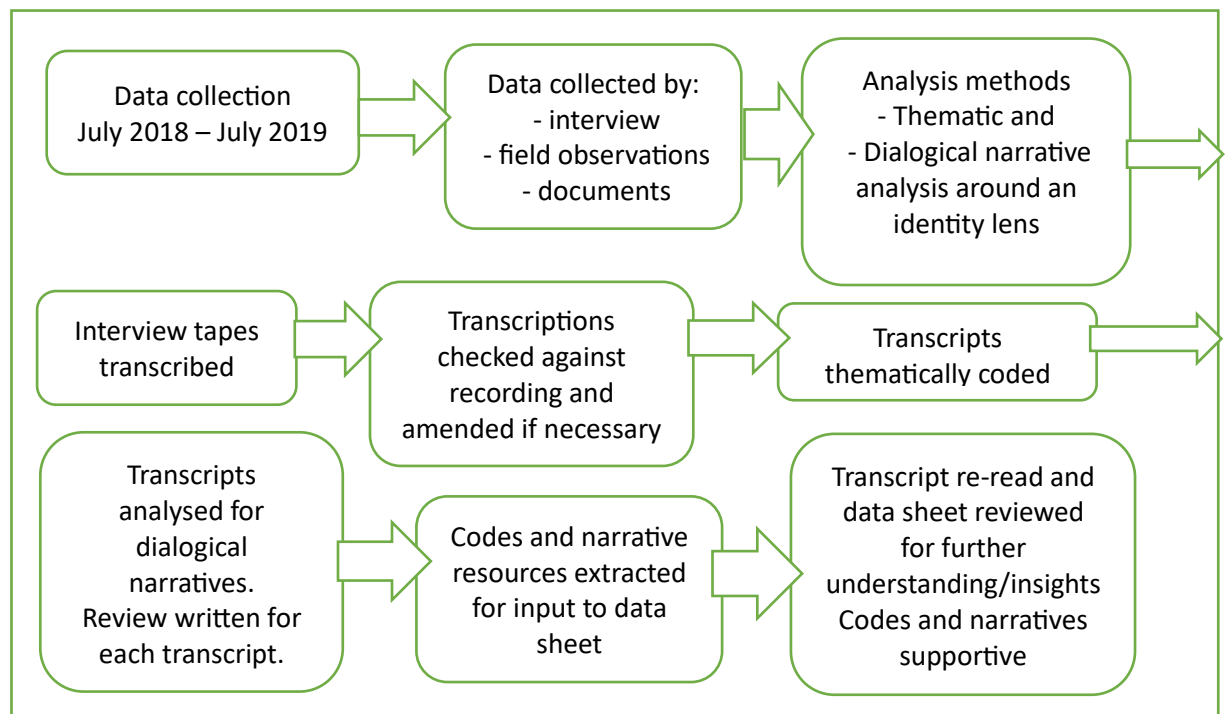 Data collection
July 2018 – July 2019
Data collected by:
- interview
- field observations
- documents
Analysis methods
- Thematic and
- Dialogical narrative
analysis around an
identity lens
Interview tapes
transcribed
Transcriptions
checked against
recording and
amended if necessary
Transcripts
thematically coded
Transcripts
analysed for
dialogical
narratives.
Review written for
each transcript.
Codes and narrative
resources extracted
for input to data
sheet
Transcript re-read and
data sheet reviewed
for further
understanding/insights
Codes and narratives
supportive